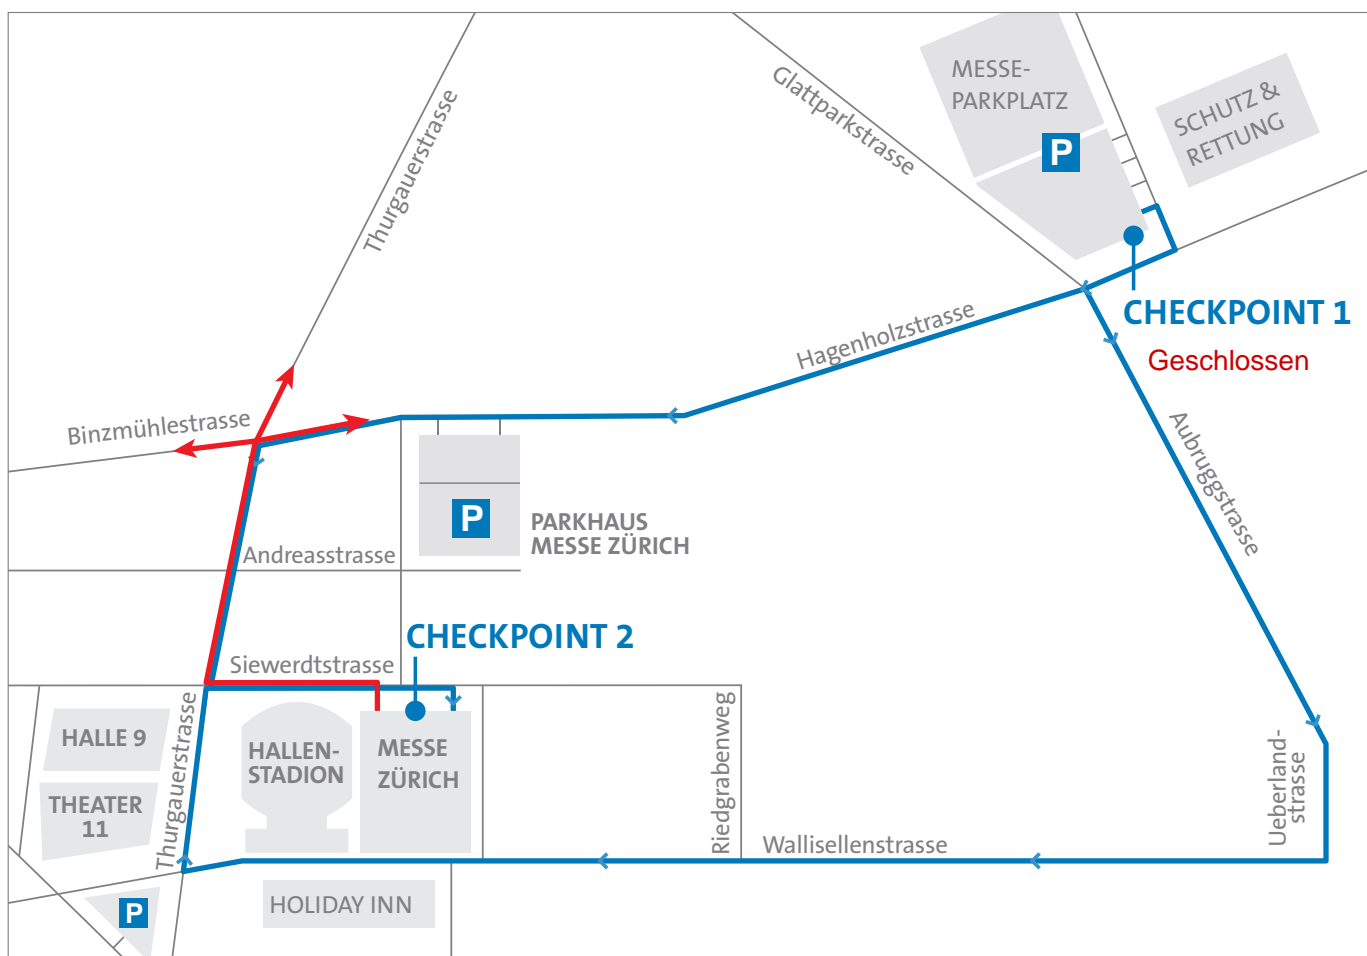 MESSE-
PARKPLATZ
P
SCHUTZ &
RETTUNG
Glattparkstrasse
Thurgauerstrasse
CHECKPOINT 1
Geschlossen
Hagenholzstrasse
Binzmühlestrasse
Aubruggstrasse
P
PARKHAUS
MESSE ZÜRICH
Andreasstrasse
CHECKPOINT 2
Siewerdtstrasse
HALLE 9
THEATER
11
Thurgauerstrasse
HALLEN-
STADION
MESSE
ZÜRICH
Riedgrabenweg
Ueberland-
strasse
Wallisellenstrasse
P
HOLIDAY INN